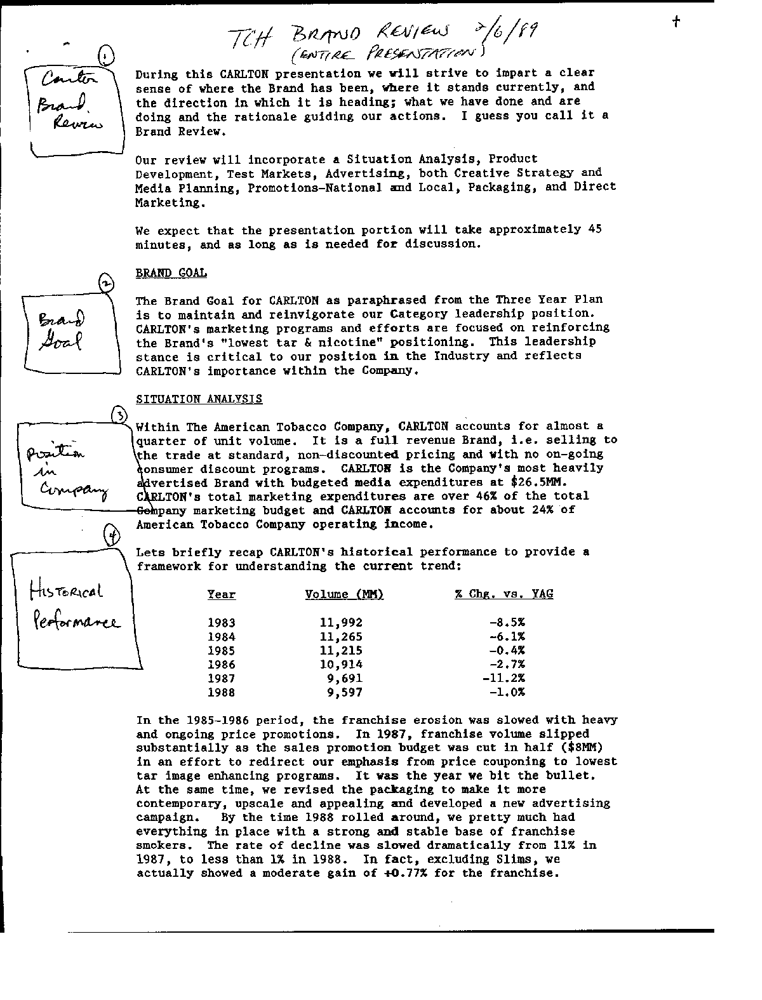 TCH BRAND REVIEW 2/6/89
(ENTIRE PRESENTATION)
†
1
Carlton
Brand
Review
During this CARLTON presentation we will strive to impart a clear
sense of where the Brand has been, where it stands currently, and
the direction in which it is heading; what we have done and are
doing and the rationale guiding our actions. I guess you call it a
Brand Review.
Our review will incorporate a Situation Analysis, Product
Development, Test Markets, Advertising, both Creative Strategy and
Media Planning, Promotions-National and Local, Packaging, and Direct
Marketing.
We expect that the presentation portion will take approximately 45
minutes, and as long as is needed for discussion.
2
Brand
Goal
BRAND GOAL
The Brand Goal for CARLTON as paraphrased from the Three Year Plan
is to maintain and reinvigorate our Category leadership position.
CARLTON's marketing programs and efforts are focused on reinforcing
the Brand's "lowest tar & nicotine" positioning. This leadership
stance is critical to our position in the Industry and reflects
CARLTON's importance within the Company.
SITUATION ANALYSIS
3
Position
in
Company
Within The American Tobacco Company, CARLTON accounts for almost a
quarter of unit volume. It is a full revenue Brand, i.e. selling to
the trade at standard, non-discounted pricing and with no on-going
consumer discount programs. CARLTON is the Company's most heavily
advertised Brand with budgeted media expenditures at $26.5MM.
CARLTON's total marketing expenditures are over 46% of the total
Company marketing budget and CARLTON accounts for about 24% of
American Tobacco Company operating income.
4
HISTORICAL
Performance
Lets briefly recap CARLTON's historical performance to provide a
framework for understanding the current trend:
Year Volume (MM) % Chg. vs. YAG
1983 11,992 -8.5%
1984 11,265 -6.1%
1985 11,215 -0.4%
1986 10,914 -2.7%
1987 9,691 -11.2%
1988 9,597 -1.0%
In the 1985-1986 period, the franchise erosion was slowed with heavy
and ongoing price promotions. In 1987, franchise volume slipped
substantially as the sales promotion budget was cut in half ($8MM)
in an effort to redirect our emphasis from price couponing to lowest
tar image enhancing programs. It was the year we bit the bullet.
At the same time, we revised the packaging to make it more
contemporary, upscale and appealing and developed a new advertising
campaign. By the time 1988 rolled around, we pretty much had
everything in place with a strong and stable base of franchise
smokers. The rate of decline was slowed dramatically from 11% in
1987, to less than 1% in 1988. In fact, excluding Slims, we
actually showed a moderate gain of +0.77% for the franchise.